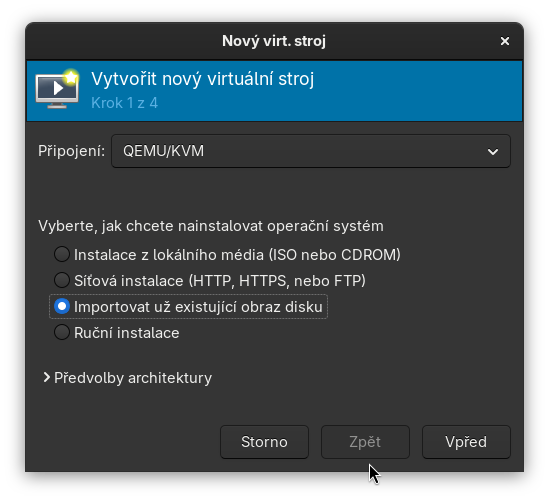 Nový virt. stroj
Vytvořit nový virtuální stroj
Krok 1 z 4
Připojení: QEMU/KVM
Vyberte, jak chcete nainstalovat operační systém
Instalace z lokálního média (ISO nebo CDROM)
Síťová instalace (HTTP, HTTPS, nebo FTP)
Importovat už existující obraz disku
Ruční instalace
Předvolby architektury
Storno Zpět Vpřed